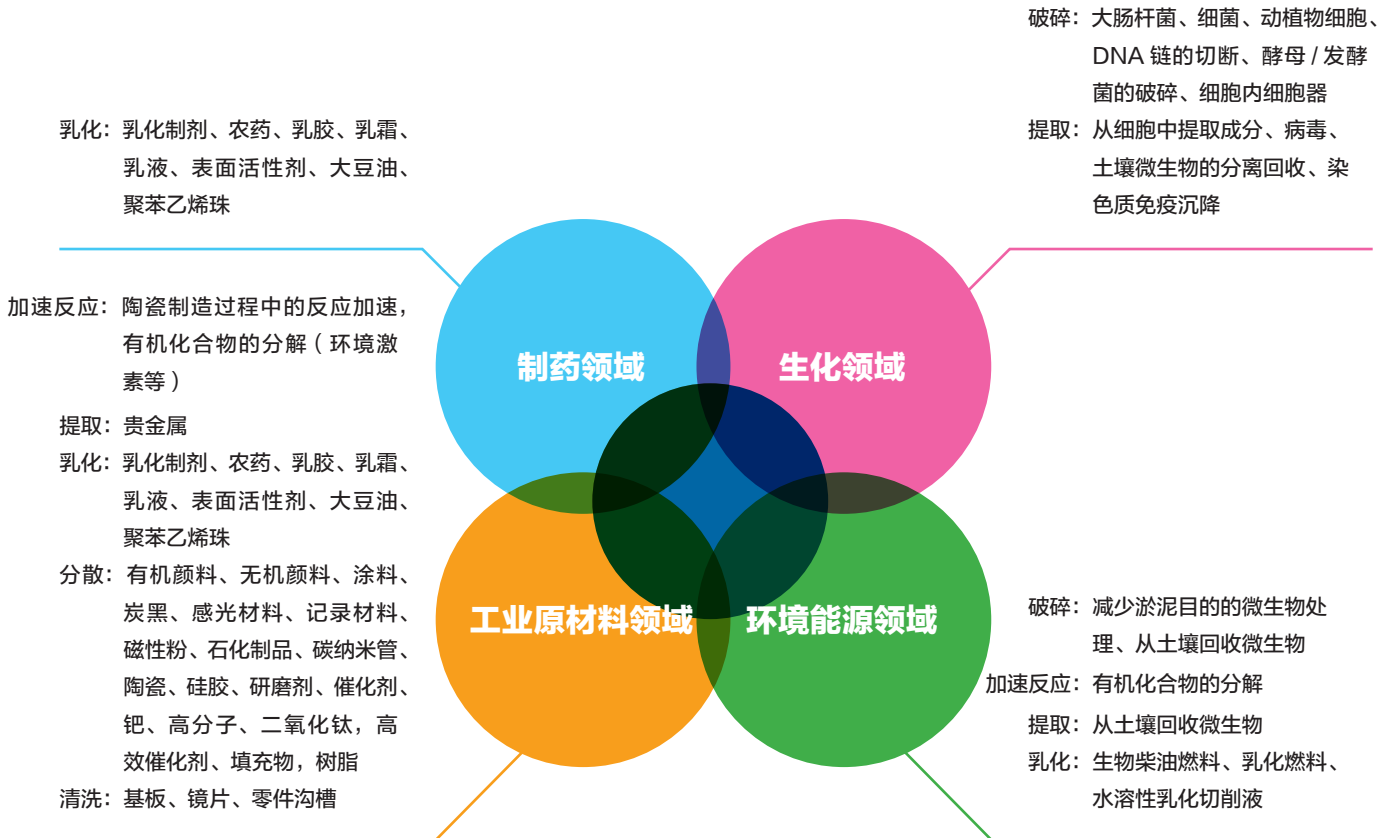 乳化：乳化制剂、农药、乳胶、乳霜、
乳液、表面活性剂、大豆油、
聚苯乙烯珠
破碎：大肠杆菌、细菌、动植物细胞、
DNA 链的切断、酵母 / 发酵
菌的破碎、细胞内细胞器
提取：从细胞中提取成分、病毒、
土壤微生物的分离回收、染
色质免疫沉降
制药领域
生化领域
工业原材料领域
环境能源领域
加速反应：陶瓷制造过程中的反应加速，
有机化合物的分解（环境激
素等）
提取：贵金属
乳化：乳化制剂、农药、乳胶、乳霜、
乳液、表面活性剂、大豆油、
聚苯乙烯珠
分散：有机颜料、无机颜料、涂料、
炭黑、感光材料、记录材料、
磁性粉、石化制品、碳纳米管、
陶瓷、硅胶、研磨剂、催化剂、
钯、高分子、二氧化钛，高
效催化剂、填充物，树脂
清洗：基板、镜片、零件沟槽
破碎：减少淤泥目的的微生物处
理、从土壤回收微生物
加速反应：有机化合物的分解
提取：从土壤回收微生物
乳化：生物柴油燃料、乳化燃料、
水溶性乳化切削液